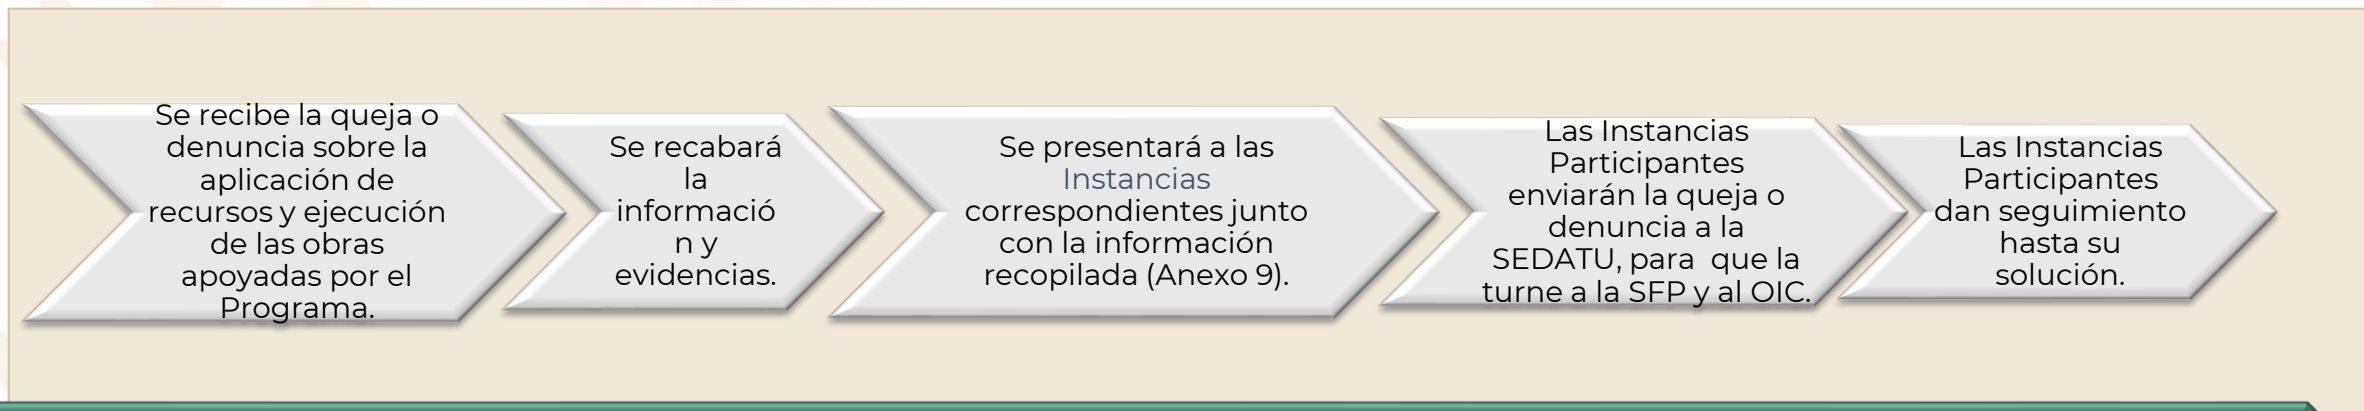 Se recibe la queja o
denuncia sobre la
aplicación de
recursos y ejecución
de las obras
apoyadas por el
Programa.
Se recabará
la
informació
n y
evidencias.
Se presentará a las
Instancias
correspondientes junto
con la información
recopilada (Anexo 9).
Las Instancias
Participantes
enviarán la queja o
denuncia a la
SEDATU, para  que la
turne a la SFP y al OIC.
Las Instancias
Participantes
dan seguimiento
hasta su
solución.